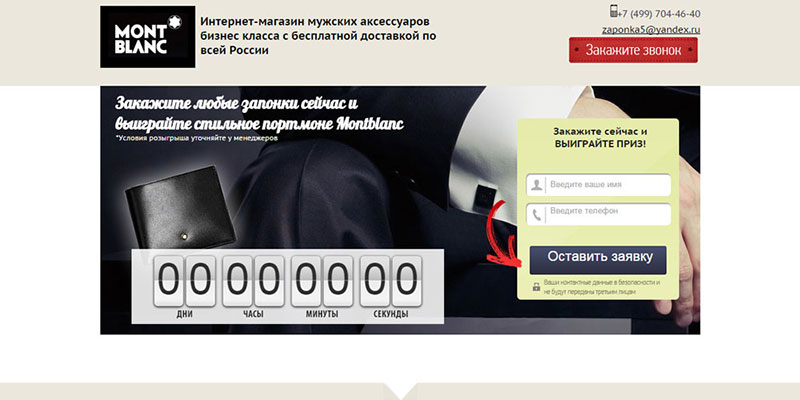 MONT
BLANC
Интернет-магазин мужских аксессуаров
бизнес класса с бесплатной доставкой по
всей России
+7 (499) 704-46-40
zaponka5@yandex.ru
Закажите звонок
Закажите любые запонки сейчас и
выиграйте стильное портмоне Montblanc
*Условия розыгрыша уточняйте у менеджеров
Закажите сейчас и
ВЫИГРАЙТЕ ПРИЗ!
Введите ваше имя
Введите телефон
Оставить заявку
Ваши контактные данные в безопасности и
не будут переданы третьим лицам
00 00 00 00
ДНИ ЧАСЫ МИНУТЫ СЕКУНДЫ